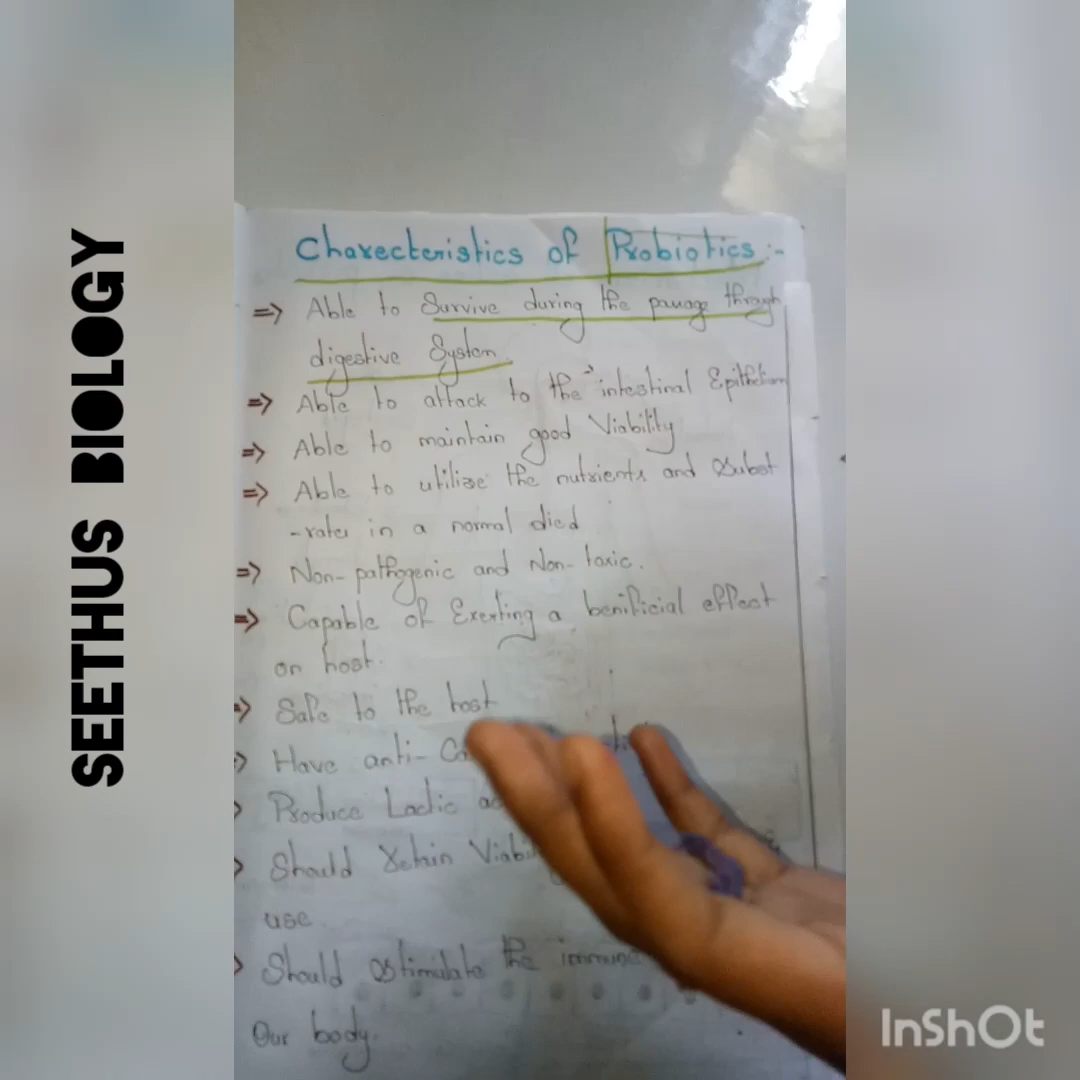 SEETHUS BIOLOGY
Charecteristics of Probiotics :-
=> Able to Survive during the passage through
digestive System.
=> Able to attack to the intestinal Epithelium
=> Able to maintain good Viability
=> Able to utilize the nutrients and Subst
-rates in a normal died
=> Non-pathogenic and Non-toxic.
=> Capable of Exerting a benificial effect
on host.
=> Safe to the host
Have anti-
Produce Lactic
Should retain
use.
Should stimulate the immune
Our body.
InShOt